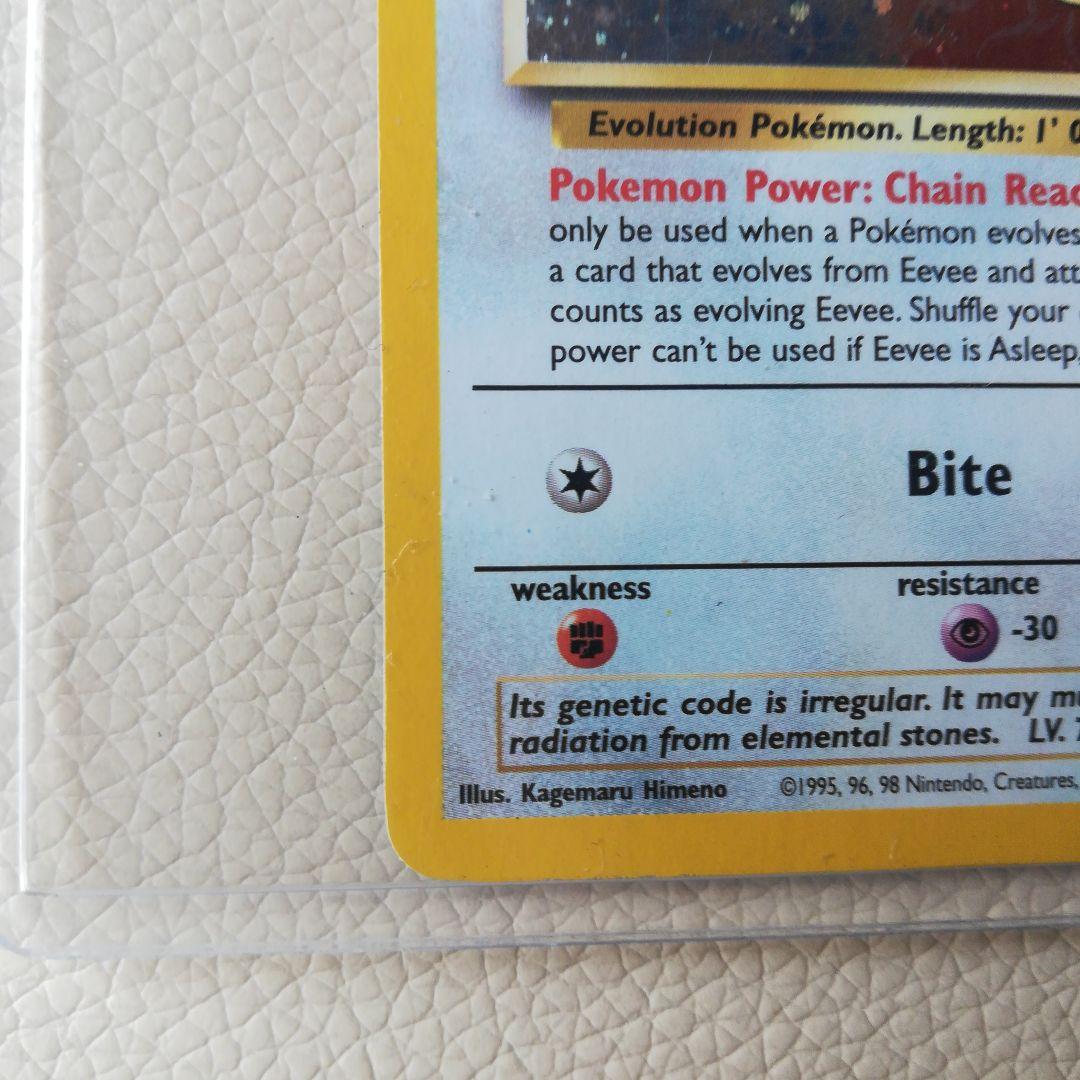 Evolution Pokémon. Length: 1'
Pokemon Power: Chain
only be used when a Pokémon evolves
a card that evolves from Eevee and
counts as evolving Eevee. Shuffle your
power can't be used if Eevee is Asleep,
Bite
weakness resistance
-30
Its genetic code is irregular. It may
radiation from elemental stones. LV.
Illus. Kagemaru Himeno ©1995, 96, 98 Nintendo, Creatures,